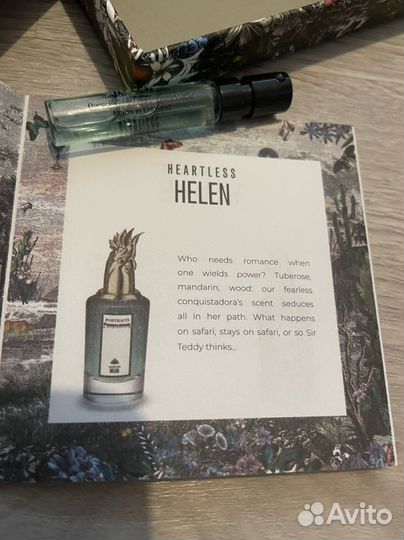 Made in England
HEARTLESS
HELEN
Who needs romance when
one wields power? Tuberose,
mandarin, wood: our fearless
conquistadora's scent seduces
all in her path. What happens
on safari, stays on safari, or so Sir
Teddy thinks...
PORTRAITS
PENHALIGON'S
HELEN
Avito